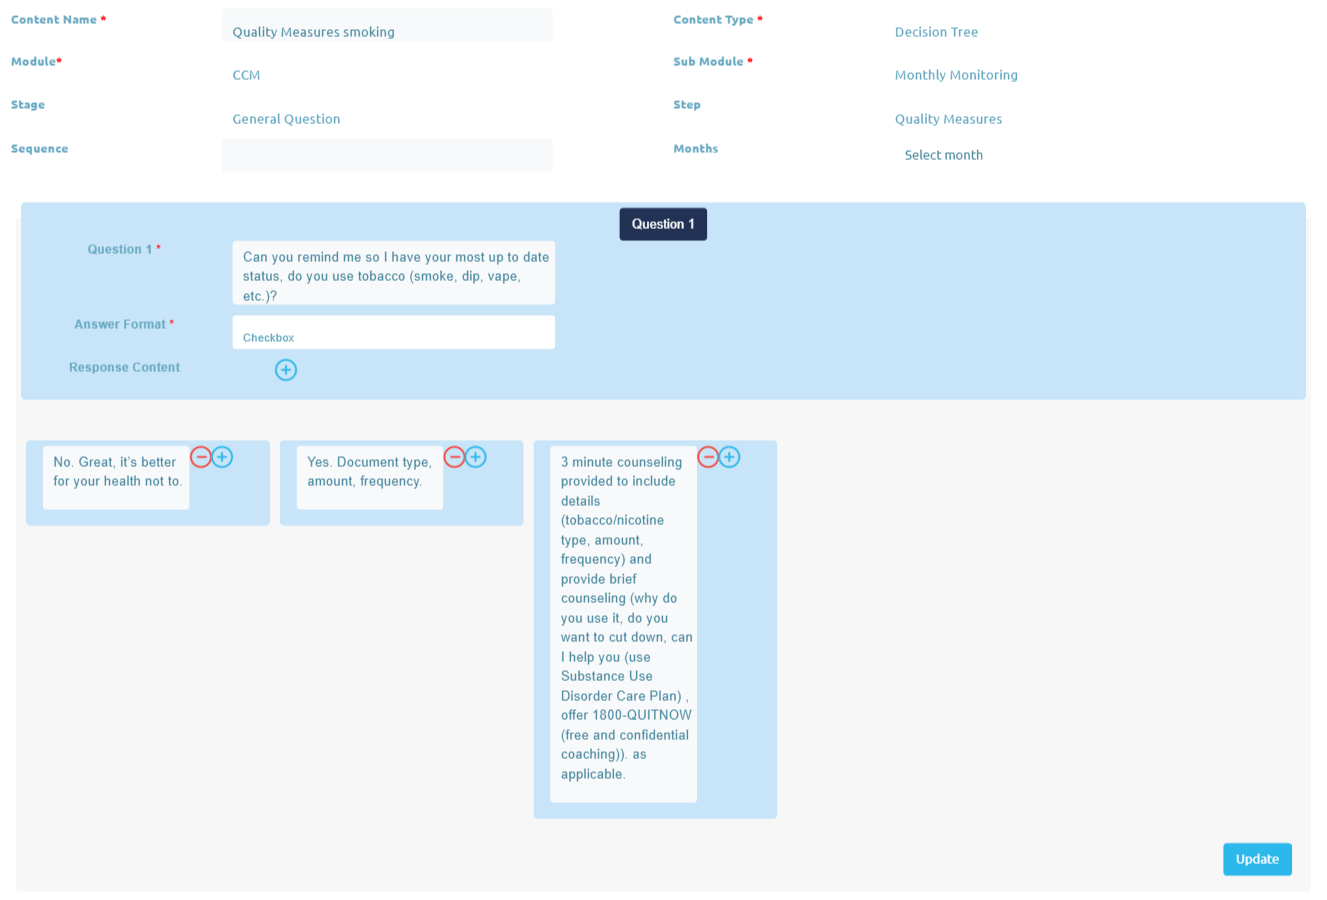 Content Name *
Quality Measures smoking
Content Type *
Decision Tree
Module*
CCM
Sub Module *
Monthly Monitoring
Stage
General Question
Step
Quality Measures
Sequence
Months
Select month
Question 1
Question 1 *
Can you remind me so I have your most up to date
status, do you use tobacco (smoke, dip, vape,
etc.)?
Answer Format *
Checkbox
Response Content
No. Great, it's better
for your health not to.
Yes. Document type,
amount, frequency.
3 minute counseling
provided to include
details
(tobacco/nicotine
type, amount,
frequency) and
provide brief
counseling (why do
you use it, do you
want to cut down, can
I help you (use
Substance Use
Disorder Care Plan) ,
offer 1800-QUITNOW
(free and confidential
coaching)). as
applicable.
Update